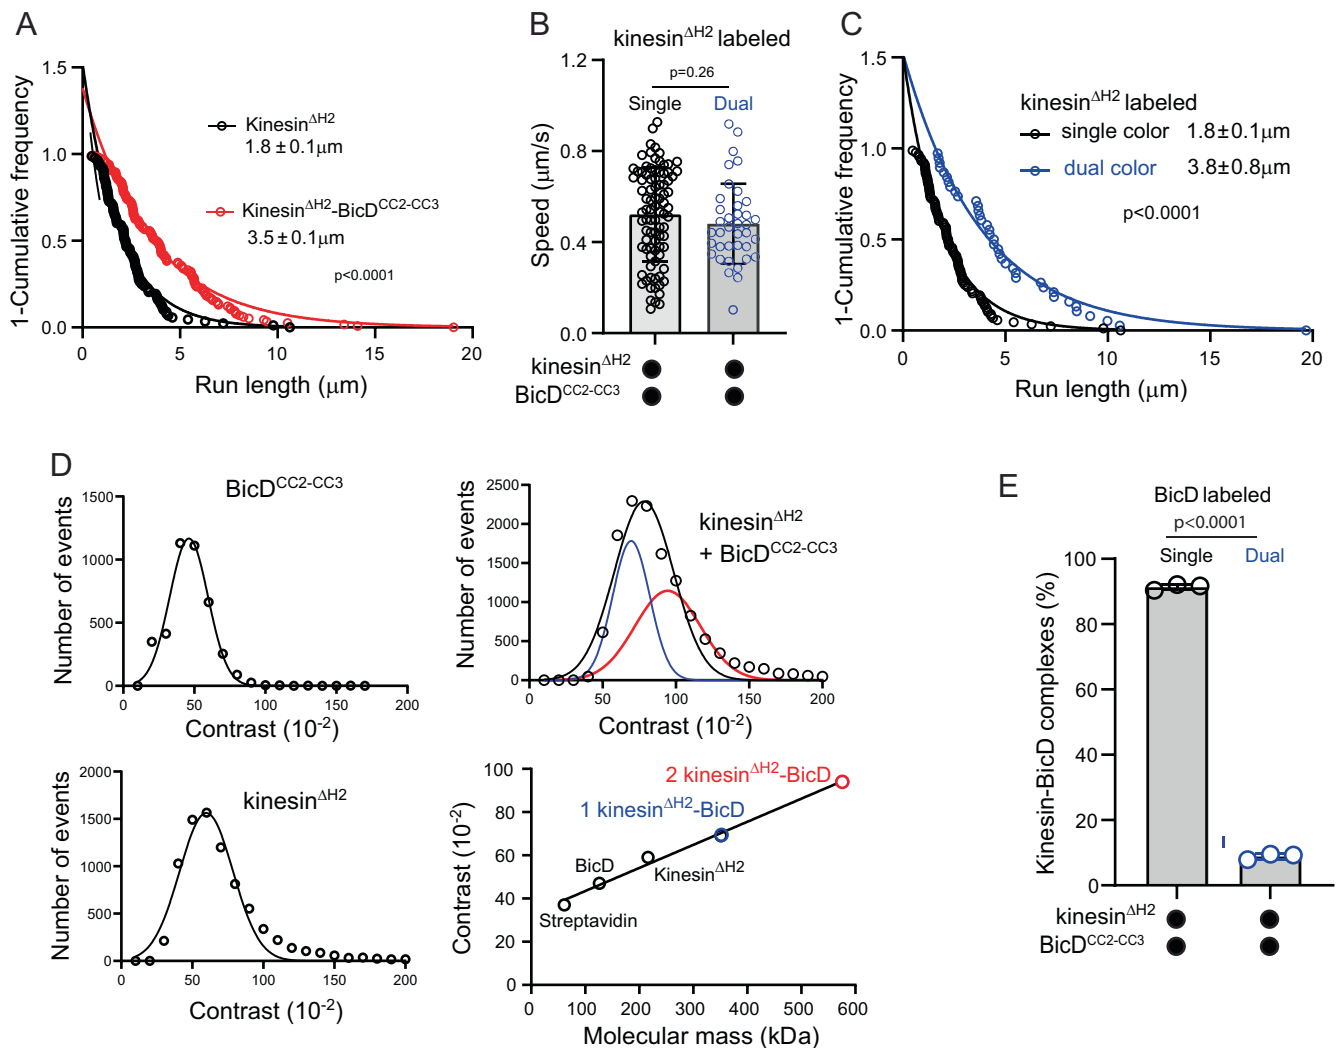 A
1-Cumulative frequency
1.5
1.0
0.5
0.0
0
5
10
15
20
Run length (μm)
Kinesin^ΔH2
1.8 ± 0.1μm
Kinesin^ΔH2-BicD^CC2-CC3
3.5 ± 0.1μm
p<0.0001
B
kinesin^ΔH2 labeled
p=0.26
Single Dual
Speed (μm/s)
1.2
0.8
0.4
0.0
kinesin^ΔH2
BicD^CC2-CC3
C
1-Cumulative frequency
1.5
1.0
0.5
0.0
0
5
10
15
20
Run length (μm)
kinesin^ΔH2 labeled
single color 1.8±0.1μm
dual color 3.8±0.8μm
p<0.0001
D
BicD^CC2-CC3
Number of events
1500
1000
500
0
0
50
100
150
200
Contrast (10^-2)
kinesin^ΔH2
+ BicD^CC2-CC3
Number of events
2500
2000
1500
1000
500
0
0
50
100
150
200
Contrast (10^-2)
kinesin^ΔH2
Number of events
2000
1500
1000
500
0
0
50
100
150
200
Contrast (10^-2)
2 kinesin^ΔH2-BicD
1 kinesin^ΔH2-BicD
BicD
Kinesin^ΔH2
Streptavidin
Contrast (10^-2)
100
80
60
40
20
0
0
100
200
300
400
500
600
Molecular mass (kDa)
E
BicD labeled
p<0.0001
Single Dual
Kinesin-BicD complexes (%)
100
80
60
40
20
0
kinesin^ΔH2
BicD^CC2-CC3